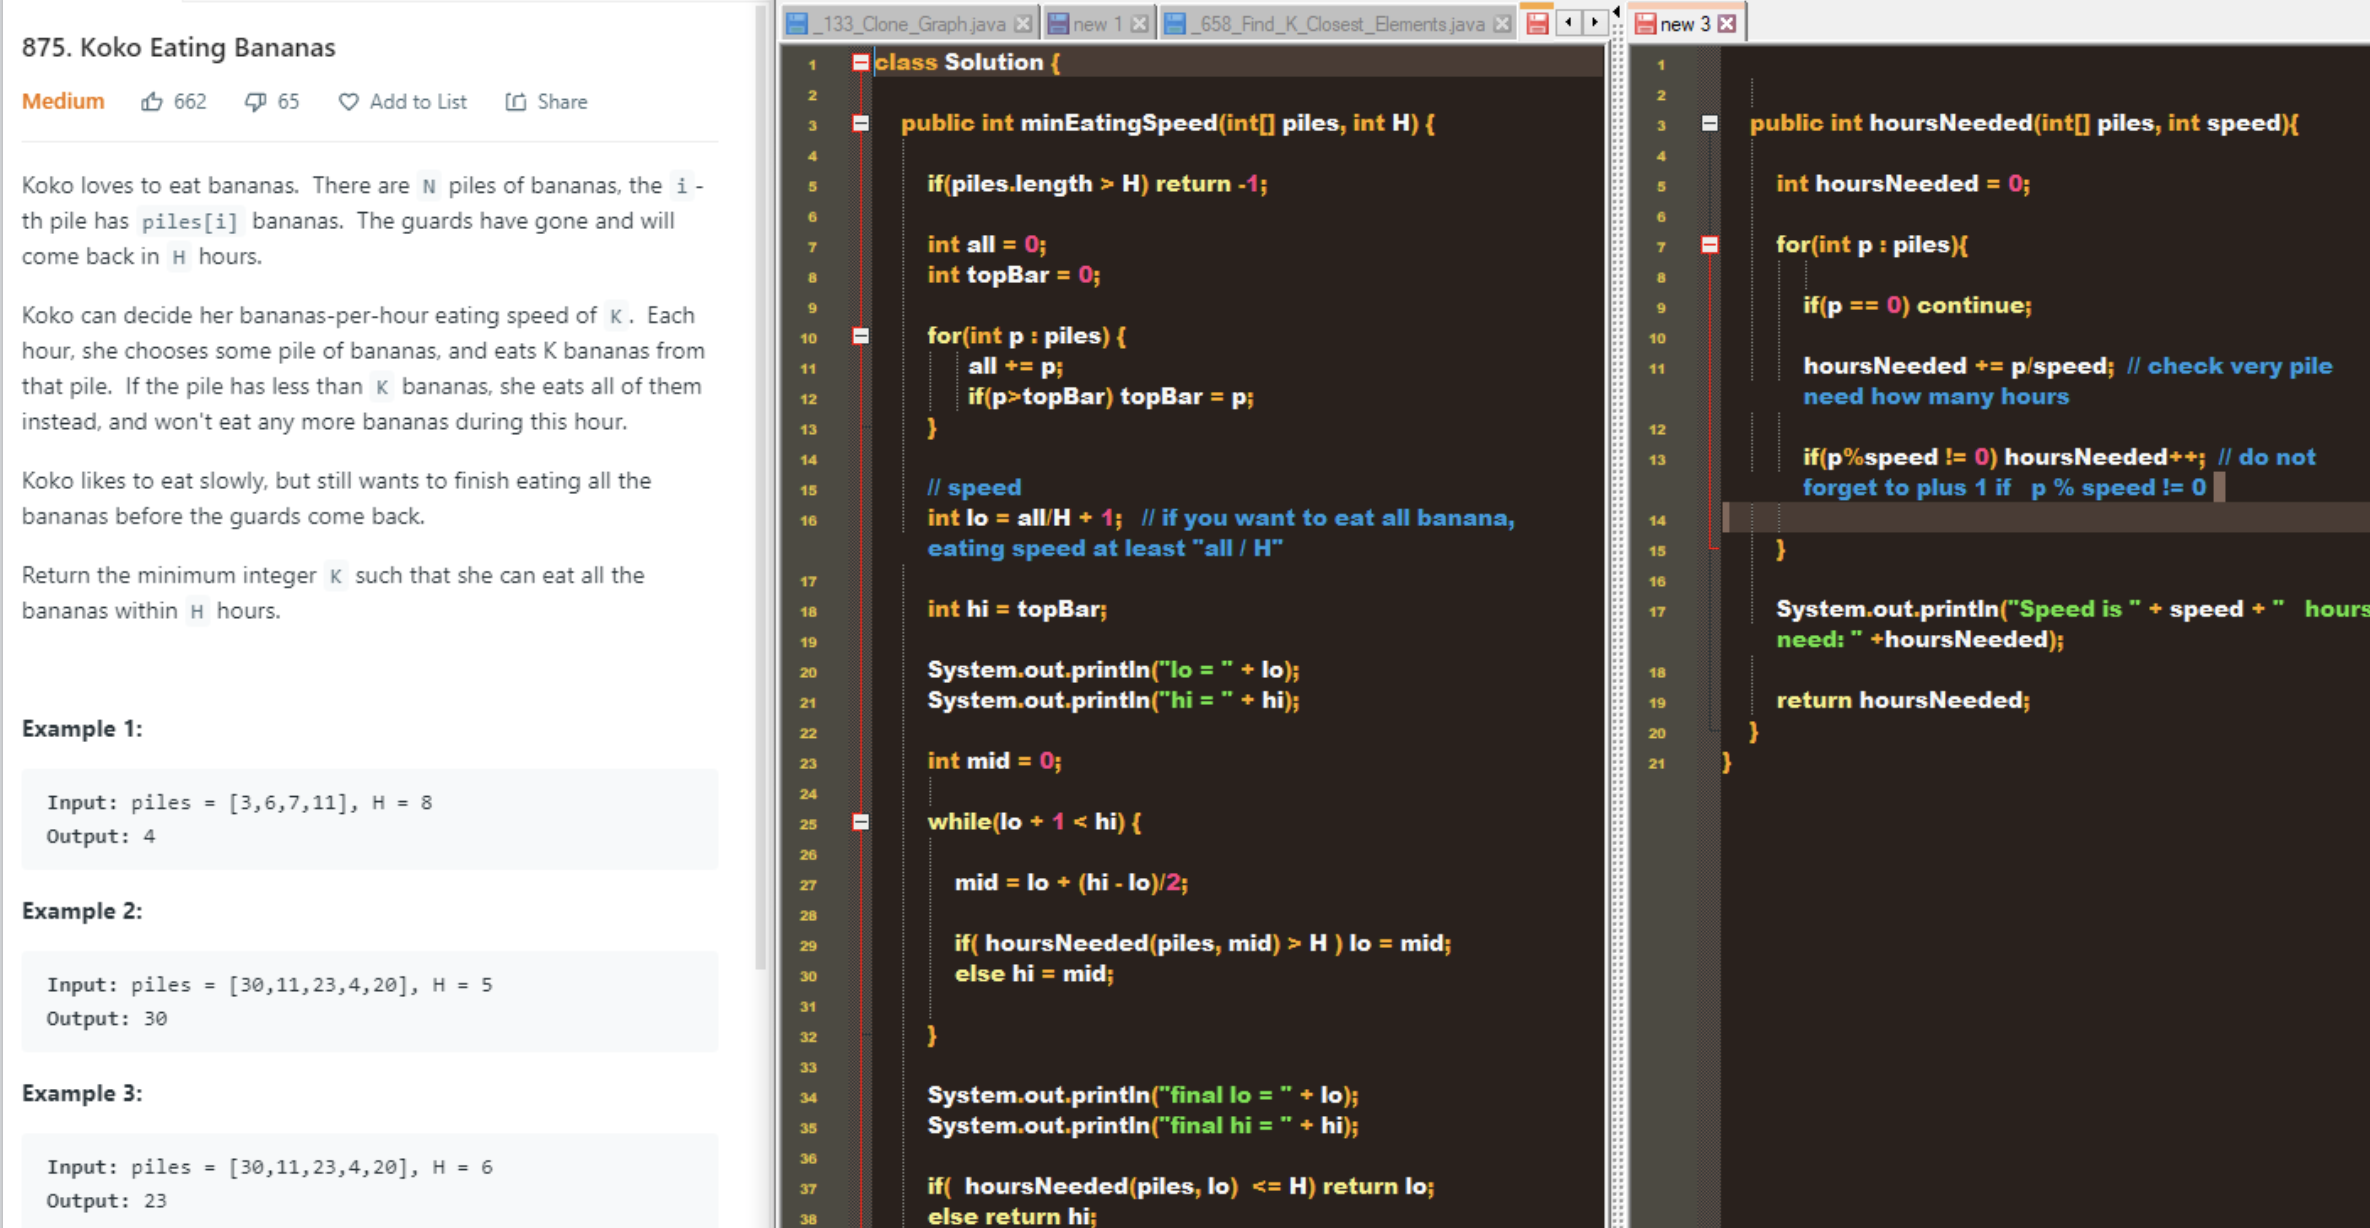 875. Koko Eating Bananas
Medium 662 65 Add to List Share
Koko loves to eat bananas. There are N piles of bananas, the i -
th pile has piles[i] bananas. The guards have gone and will
come back in H hours.
Koko can decide her bananas-per-hour eating speed of K . Each
hour, she chooses some pile of bananas, and eats K bananas from
that pile. If the pile has less than K bananas, she eats all of them
instead, and won't eat any more bananas during this hour.
Koko likes to eat slowly, but still wants to finish eating all the
bananas before the guards come back.
Return the minimum integer K such that she can eat all the
bananas within H hours.
Example 1:
Input: piles = [3,6,7,11], H = 8
Output: 4
Example 2:
Input: piles = [30,11,23,4,20], H = 5
Output: 30
Example 3:
Input: piles = [30,11,23,4,20], H = 6
Output: 23
_133_Clone_Graph.java new 1 _658_Find_K_Closest_Elements.java
1 class Solution {
2
3 public int minEatingSpeed(int[] piles, int H) {
4
5 if(piles.length > H) return -1;
6
7 int all = 0;
8 int topBar = 0;
9
10 for(int p : piles) {
11 all += p;
12 if(p>topBar) topBar = p;
13 }
14
15 // speed
16 int lo = all/H + 1; // if you want to eat all banana,
eating speed at least "all / H"
17
18 int hi = topBar;
19
20 System.out.println("lo = " + lo);
21 System.out.println("hi = " + hi);
22
23 int mid = 0;
24
25 while(lo + 1 < hi) {
26
27 mid = lo + (hi - lo)/2;
28
29 if( hoursNeeded(piles, mid) > H ) lo = mid;
30 else hi = mid;
31
32 }
33
34 System.out.println("final lo = " + lo);
35 System.out.println("final hi = " + hi);
36
37 if( hoursNeeded(piles, lo) <= H) return lo;
38 else return hi;
new 3
1
2
3 public int hoursNeeded(int[] piles, int speed){
4
5 int hoursNeeded = 0;
6
7 for(int p : piles){
8
9 if(p == 0) continue;
10
11 hoursNeeded += p/speed; // check very pile
need how many hours
12
13 if(p%speed != 0) hoursNeeded++; // do not
forget to plus 1 if p % speed != 0
14
15 }
16
17 System.out.println("Speed is " + speed + " hours
need: " +hoursNeeded);
18
19 return hoursNeeded;
20 }
21 }